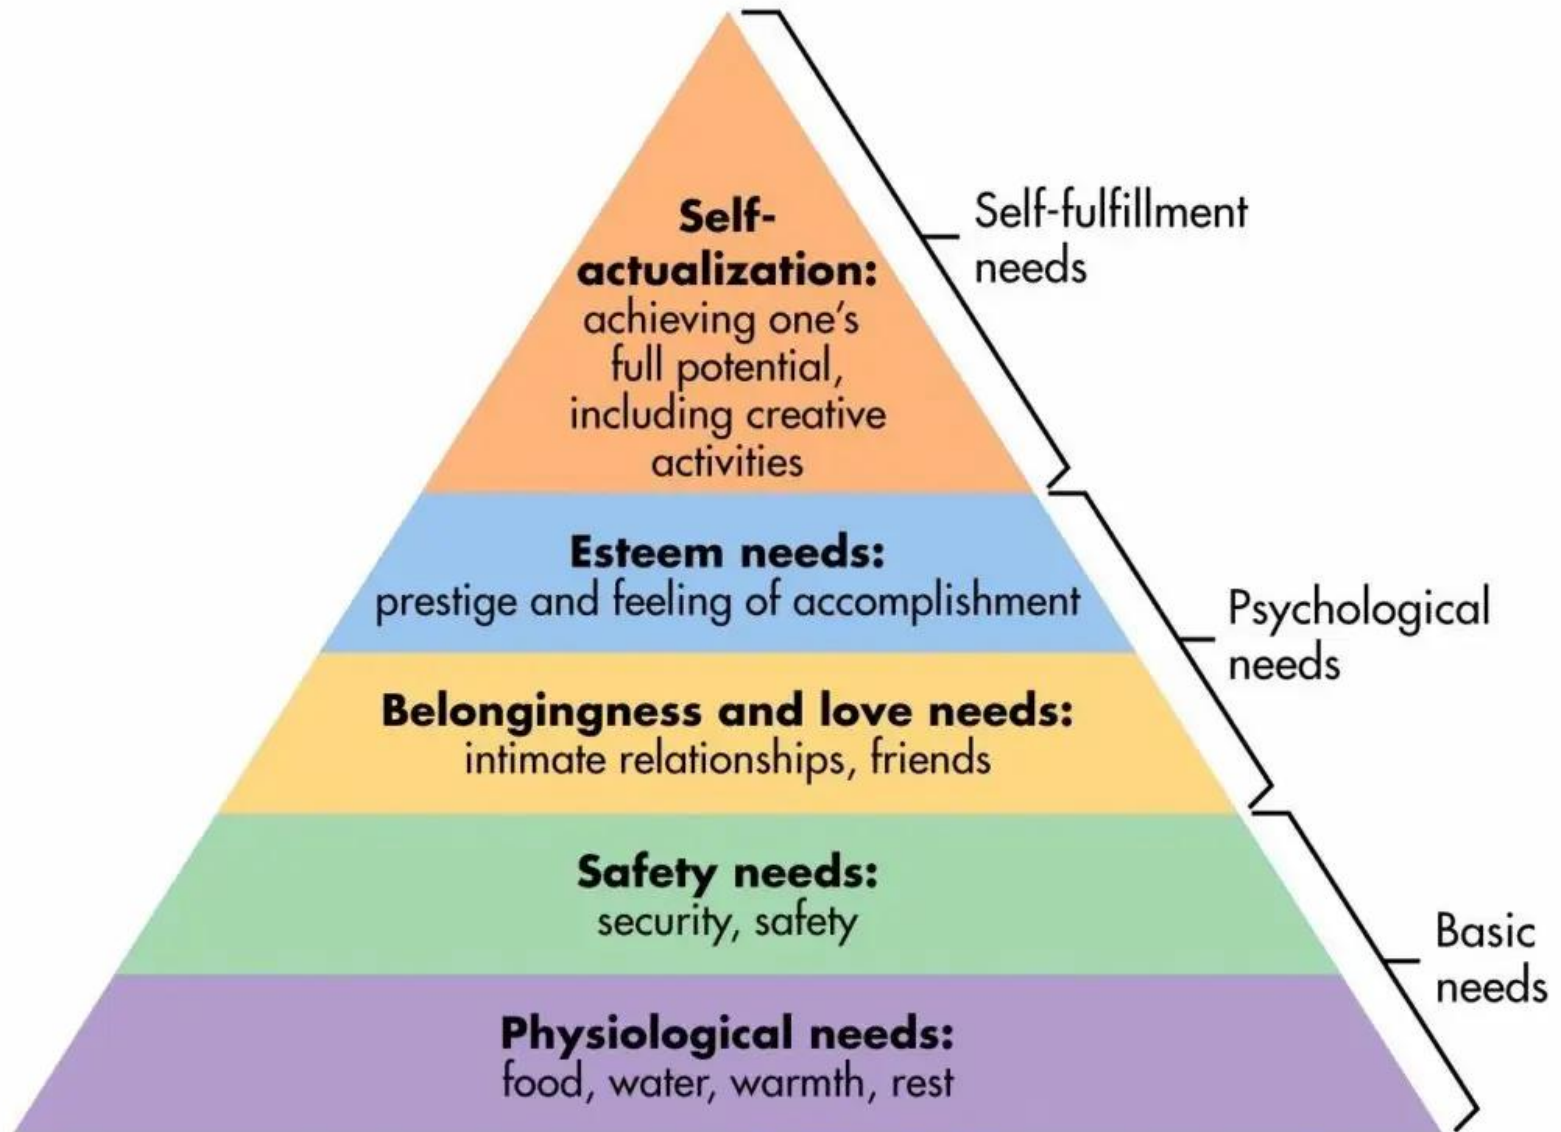 Self-
actualization:
achieving one's
full potential,
including creative
activities
Self-fulfillment
needs
Esteem needs:
prestige and feeling of accomplishment
Belongingness and love needs:
intimate relationships, friends
Psychological
needs
Safety needs:
security, safety
Physiological needs:
food, water, warmth, rest
Basic
needs